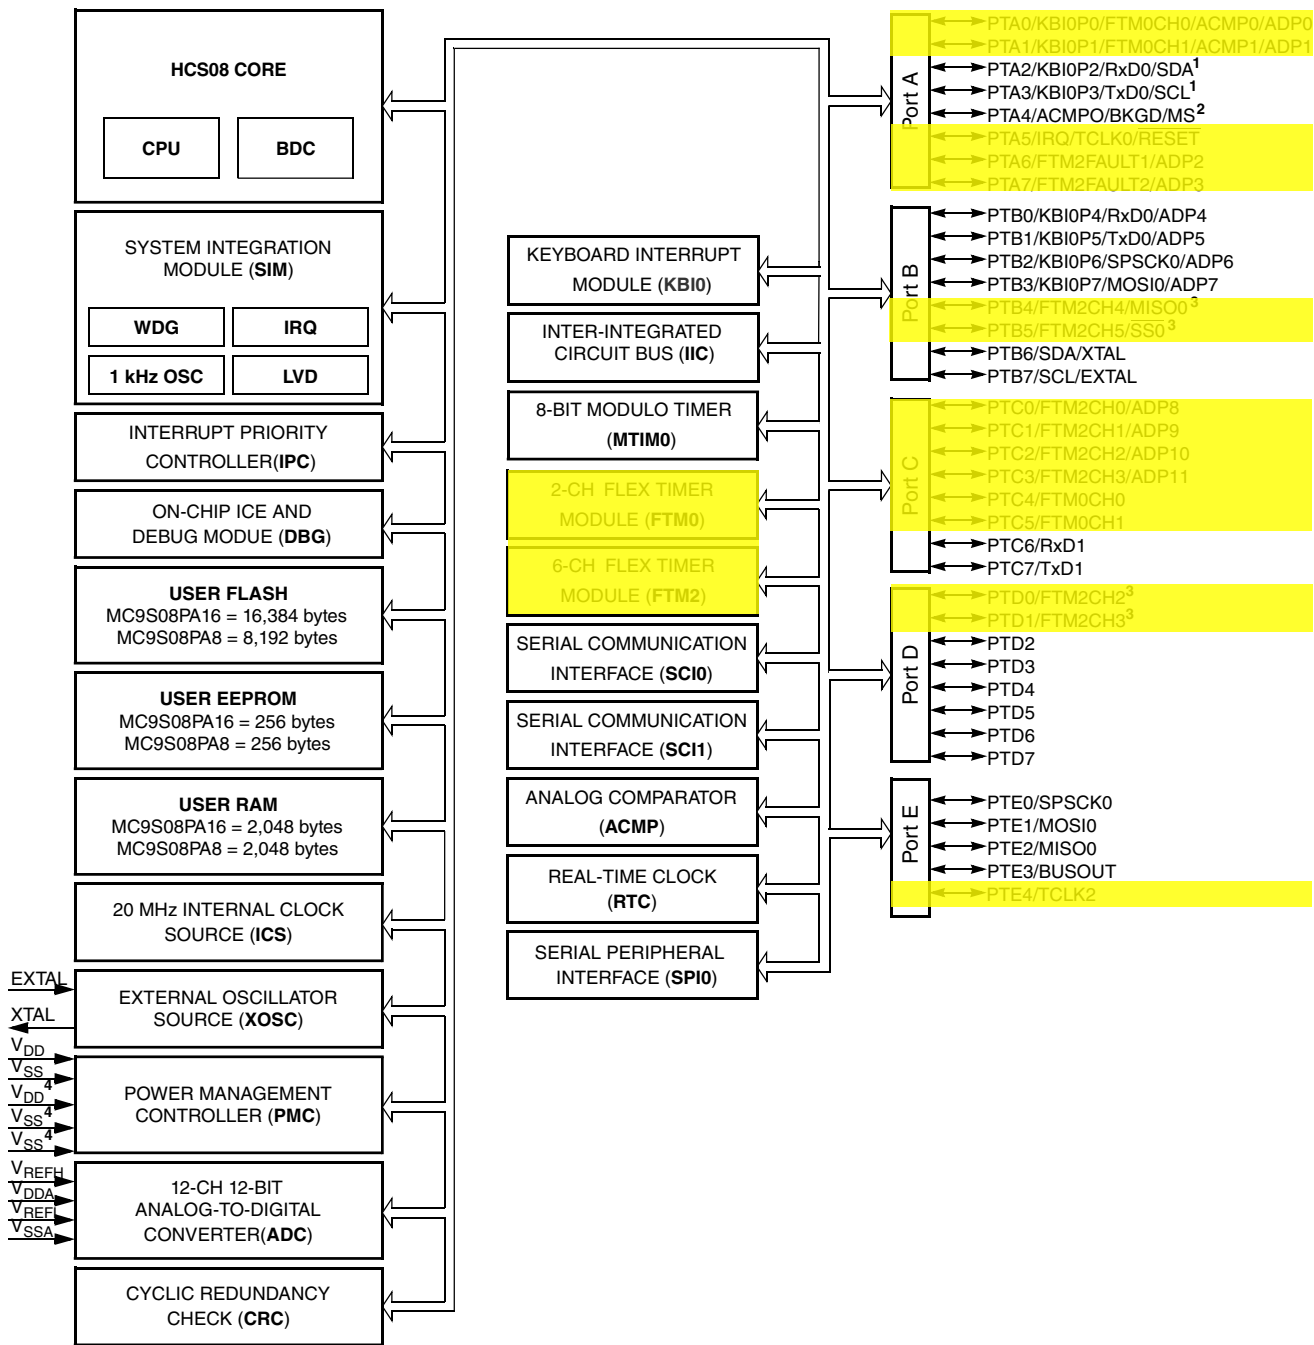 HCS08 CORE
CPU
BDC
SYSTEM INTEGRATION
MODULE (SIM)
WDG
IRQ
1 kHz OSC
LVD
INTERRUPT PRIORITY
CONTROLLER(IPC)
ON-CHIP ICE AND
DEBUG MODUE (DBG)
USER FLASH
MC9S08PA16 = 16,384 bytes
MC9S08PA8 = 8,192 bytes
USER EEPROM
MC9S08PA16 = 256 bytes
MC9S08PA8 = 256 bytes
USER RAM
MC9S08PA16 = 2,048 bytes
MC9S08PA8 = 2,048 bytes
20 MHz INTERNAL CLOCK
SOURCE (ICS)
EXTERNAL OSCILLATOR
SOURCE (XOSC)
POWER MANAGEMENT
CONTROLLER (PMC)
12-CH 12-BIT
ANALOG-TO-DIGITAL
CONVERTER(ADC)
CYCLIC REDUNDANCY
CHECK (CRC)
EXTAL
XTAL
VDD
VSS
VDD4
VSS4
VSS4
VREFH
VDDA
VREFL
VSSA
KEYBOARD INTERRUPT
MODULE (KBI0)
INTER-INTEGRATED
CIRCUIT BUS (IIC)
8-BIT MODULO TIMER
(MTIM0)
2-CH FLEX TIMER
MODULE (FTM0)
6-CH FLEX TIMER
MODULE (FTM2)
SERIAL COMMUNICATION
INTERFACE (SCI0)
SERIAL COMMUNICATION
INTERFACE (SCI1)
ANALOG COMPARATOR
(ACMP)
REAL-TIME CLOCK
(RTC)
SERIAL PERIPHERAL
INTERFACE (SPI0)
Port A
PTA0/KBI0P0/FTM0CH0/ACMP0/ADP0
PTA1/KBI0P1/FTM0CH1/ACMP1/ADP1
PTA2/KBI0P2/RxD0/SDA1
PTA3/KBI0P3/TxD0/SCL1
PTA4/ACMPO/BKGD/MS2
PTA5/IRQ/TCLK0/RESET
PTA6/FTM2FAULT1/ADP2
PTA7/FTM2FAULT2/ADP3
Port B
PTB0/KBI0P4/RxD0/ADP4
PTB1/KBI0P5/TxD0/ADP5
PTB2/KBI0P6/SPSCK0/ADP6
PTB3/KBI0P7/MOSI0/ADP7
PTB4/FTM2CH4/MISO0 3
PTB5/FTM2CH5/SS0 3
PTB6/SDA/XTAL
PTB7/SCL/EXTAL
Port C
PTC0/FTM2CH0/ADP8
PTC1/FTM2CH1/ADP9
PTC2/FTM2CH2/ADP10
PTC3/FTM2CH3/ADP11
PTC4/FTM0CH0
PTC5/FTM0CH1
PTC6/RxD1
PTC7/TxD1
Port D
PTD0/FTM2CH2 3
PTD1/FTM2CH3 3
PTD2
PTD3
PTD4
PTD5
PTD6
PTD7
Port E
PTE0/SPSCK0
PTE1/MOSI0
PTE2/MISO0
PTE3/BUSOUT
PTE4/TCLK2